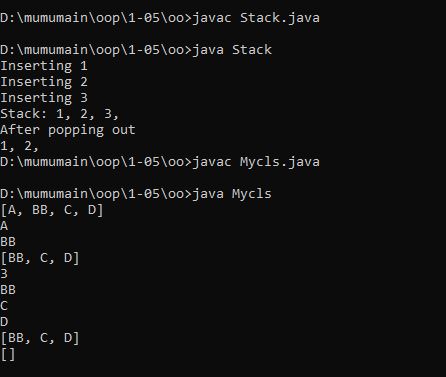 D:\mumumain\oop\1-05\oo>javac Stack.java
D:\mumumain\oop\1-05\oo>java Stack
Inserting 1
Inserting 2
Inserting 3
Stack: 1, 2, 3,
After popping out
1, 2,
D:\mumumain\oop\1-05\oo>javac Mycls.java
D:\mumumain\oop\1-05\oo>java Mycls
[A, BB, C, D]
A
BB
[BB, C, D]
3
BB
C
D
[BB, C, D]
[]